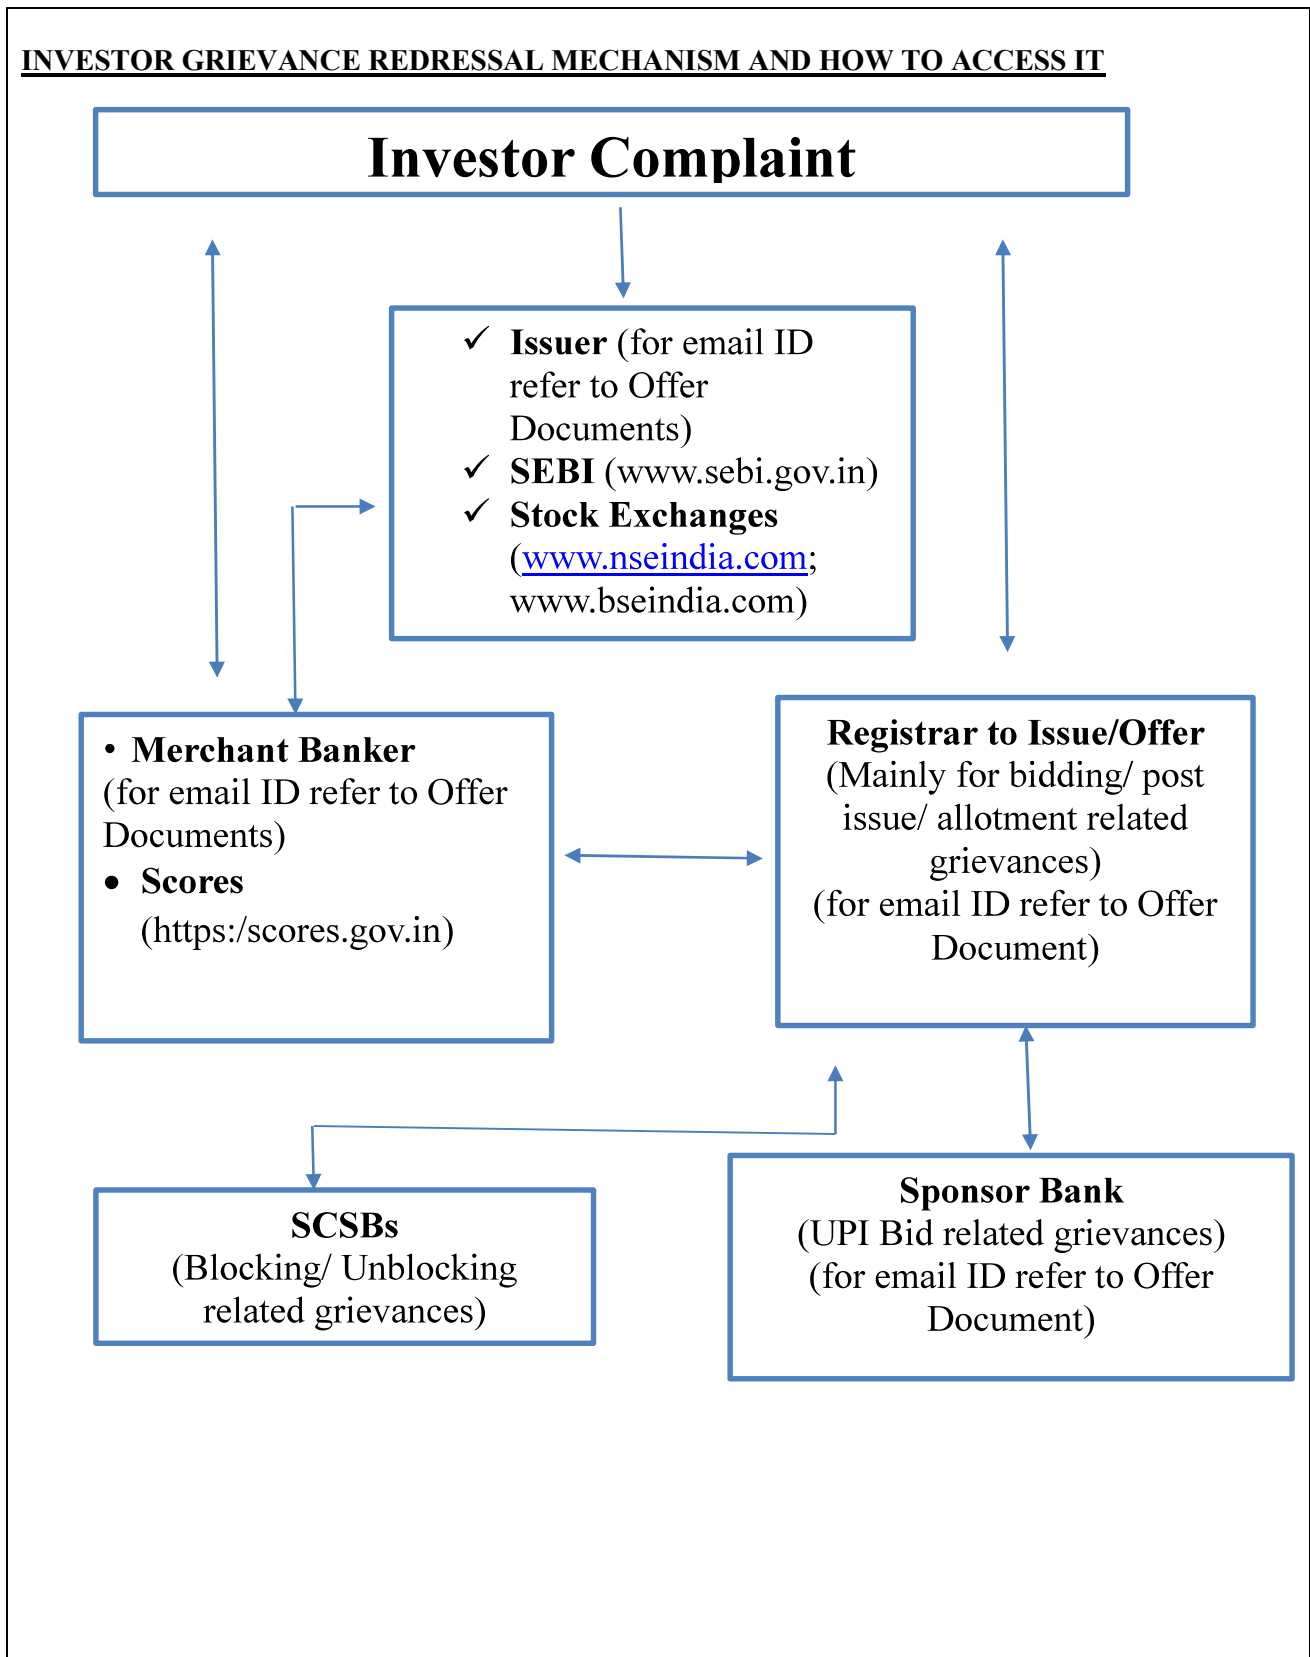 INVESTOR GRIEVANCE REDRESSAL MECHANISM AND HOW TO ACCESS IT
Investor Complaint
✓ Issuer (for email ID
refer to Offer
Documents)
✓ SEBI (www.sebi.gov.in)
✓ Stock Exchanges
(www.nseindia.com;
www.bseindia.com)
• Merchant Banker
(for email ID refer to Offer
Documents)
• Scores
(https:/scores.gov.in)
Registrar to Issue/Offer
(Mainly for bidding/ post
issue/ allotment related
grievances)
(for email ID refer to Offer
Document)
SCSBs
(Blocking/ Unblocking
related grievances)
Sponsor Bank
(UPI Bid related grievances)
(for email ID refer to Offer
Document)